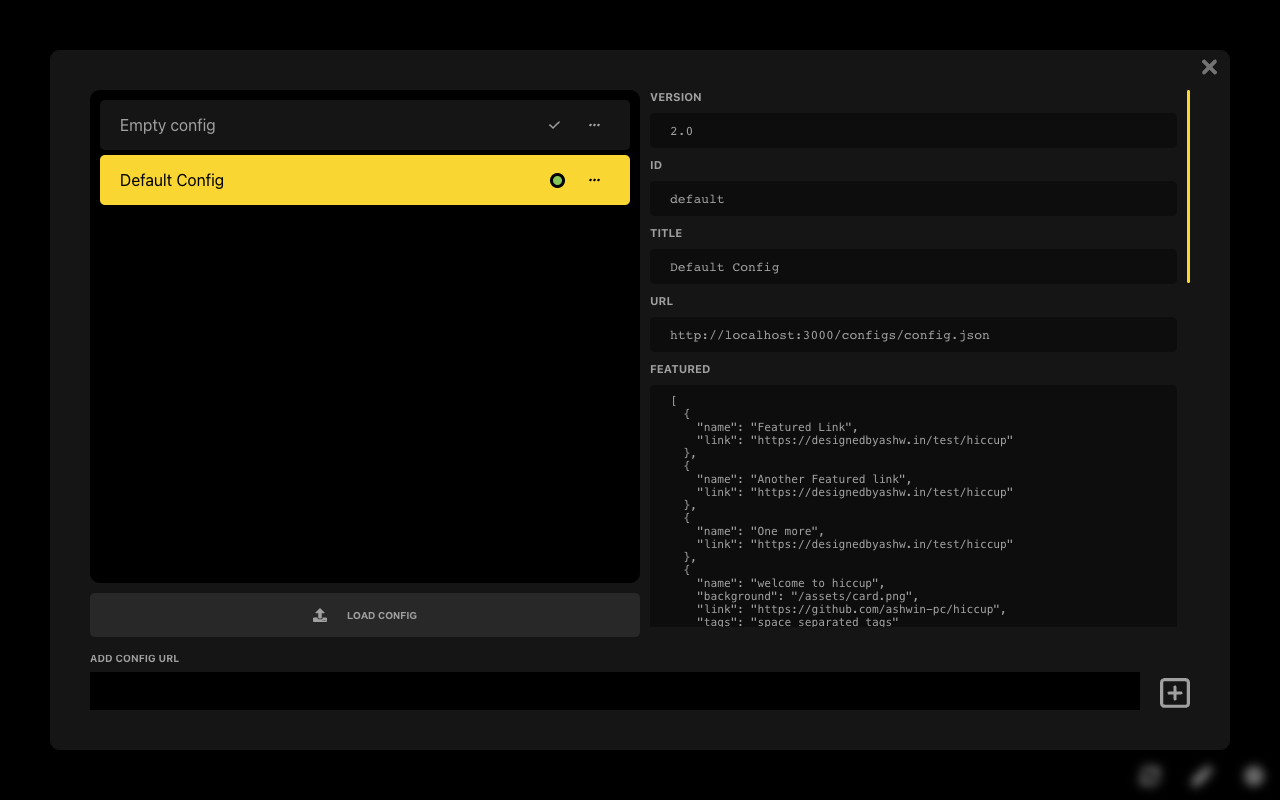 Empty config
Default Config
LOAD CONFIG
VERSION
2.0
ID
default
TITLE
Default Config
URL
http://localhost:3000/configs/config.json
FEATURED
[
  {
    "name": "Featured Link",
    "link": "https://designedbyashw.in/test/hiccup"
  },
  {
    "name": "Another Featured link",
    "link": "https://designedbyashw.in/test/hiccup"
  },
  {
    "name": "One more",
    "link": "https://designedbyashw.in/test/hiccup"
  },
  {
    "name": "welcome to hiccup",
    "background": "/assets/card.png",
    "link": "https://github.com/ashwin-pc/hiccup",
    "tags": "space separated tags"
ADD CONFIG URL